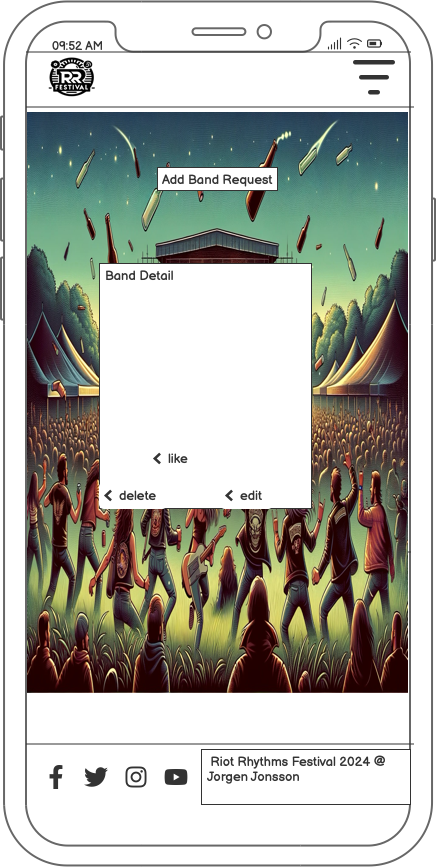 09:52 AM
RR
FESTIVAL
Add Band Request
Band Detail
like
delete
edit
Riot Rhythms Festival 2024 @
Jorgen Jonsson